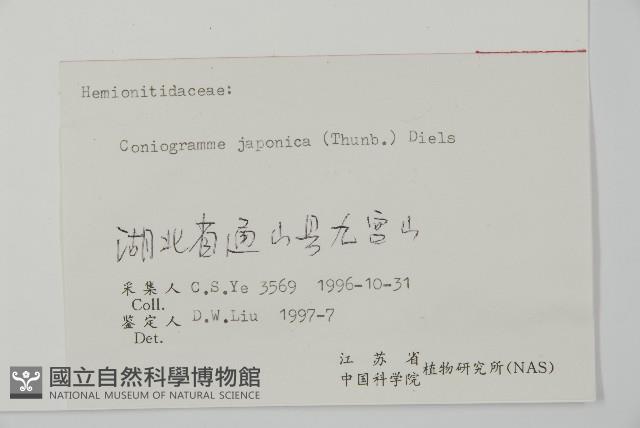 Hemionitidaceae:
Coniogramme japonica (Thunb.) Diels
湖北省通山县九宫山
采集人 C.S.Ye 3569 1996-10-31
Coll.
鉴定人 D.W.Liu 1997-7
Det.
江苏省
中国科学院 植物研究所(NAS)
國立自然科學博物館
NATIONAL MUSEUM OF NATURAL SCIENCE